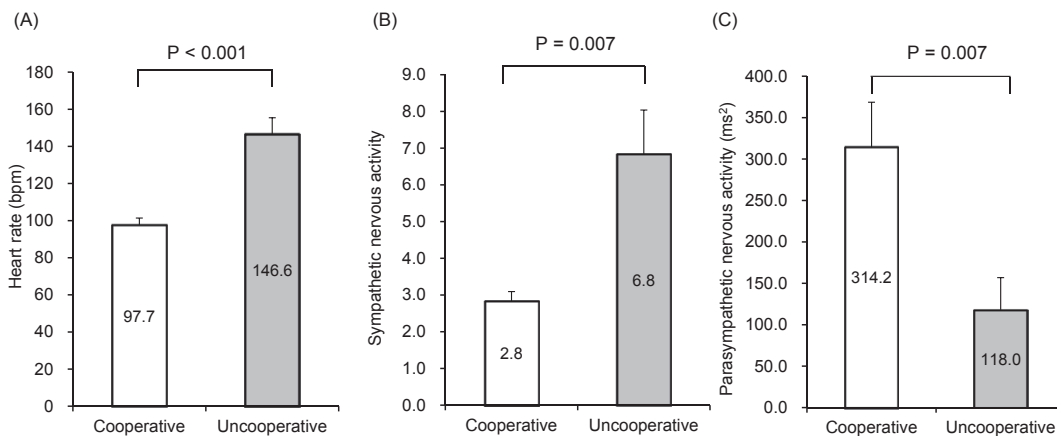 (A)
P < 0.001
Heart rate (bpm)
180
160
140
120
100
80
60
40
20
0
97.7
146.6
Cooperative
Uncooperative
(B)
P = 0.007
Sympathetic nervous activity
9.0
8.0
7.0
6.0
5.0
4.0
3.0
2.0
1.0
0.0
2.8
6.8
Cooperative
Uncooperative
(C)
P = 0.007
Parasympathetic nervous activity (ms²)
400.0
350.0
300.0
250.0
200.0
150.0
100.0
50.0
0.0
314.2
118.0
Cooperative
Uncooperative